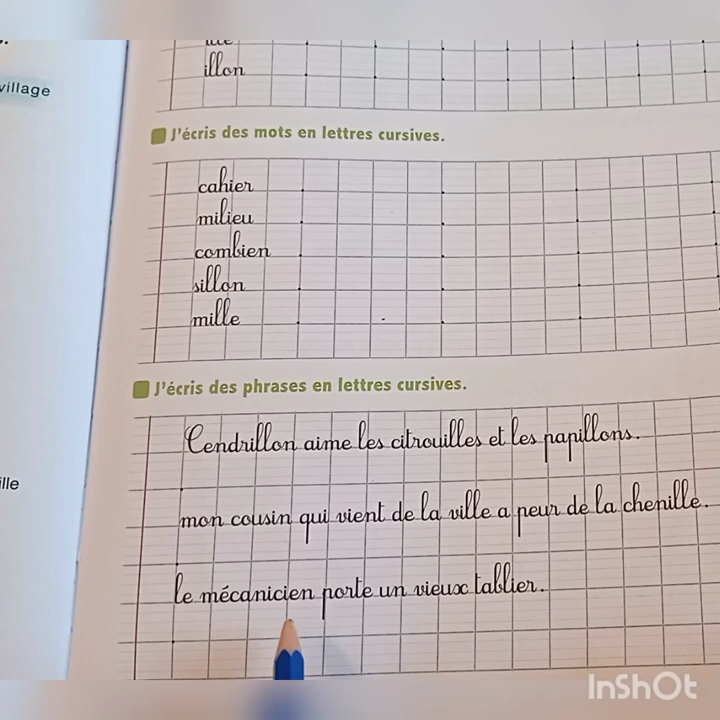 village
illon
J'écris des mots en lettres cursives.
cahier
milieu
combien
sillon
mille
J'écris des phrases en lettres cursives.
Cendrillon aime les citrouilles et les papillons.
mon cousin qui vient de la ville a peur de la chenille.
ille
le mécanicien porte un vieux tablier.
InShOt